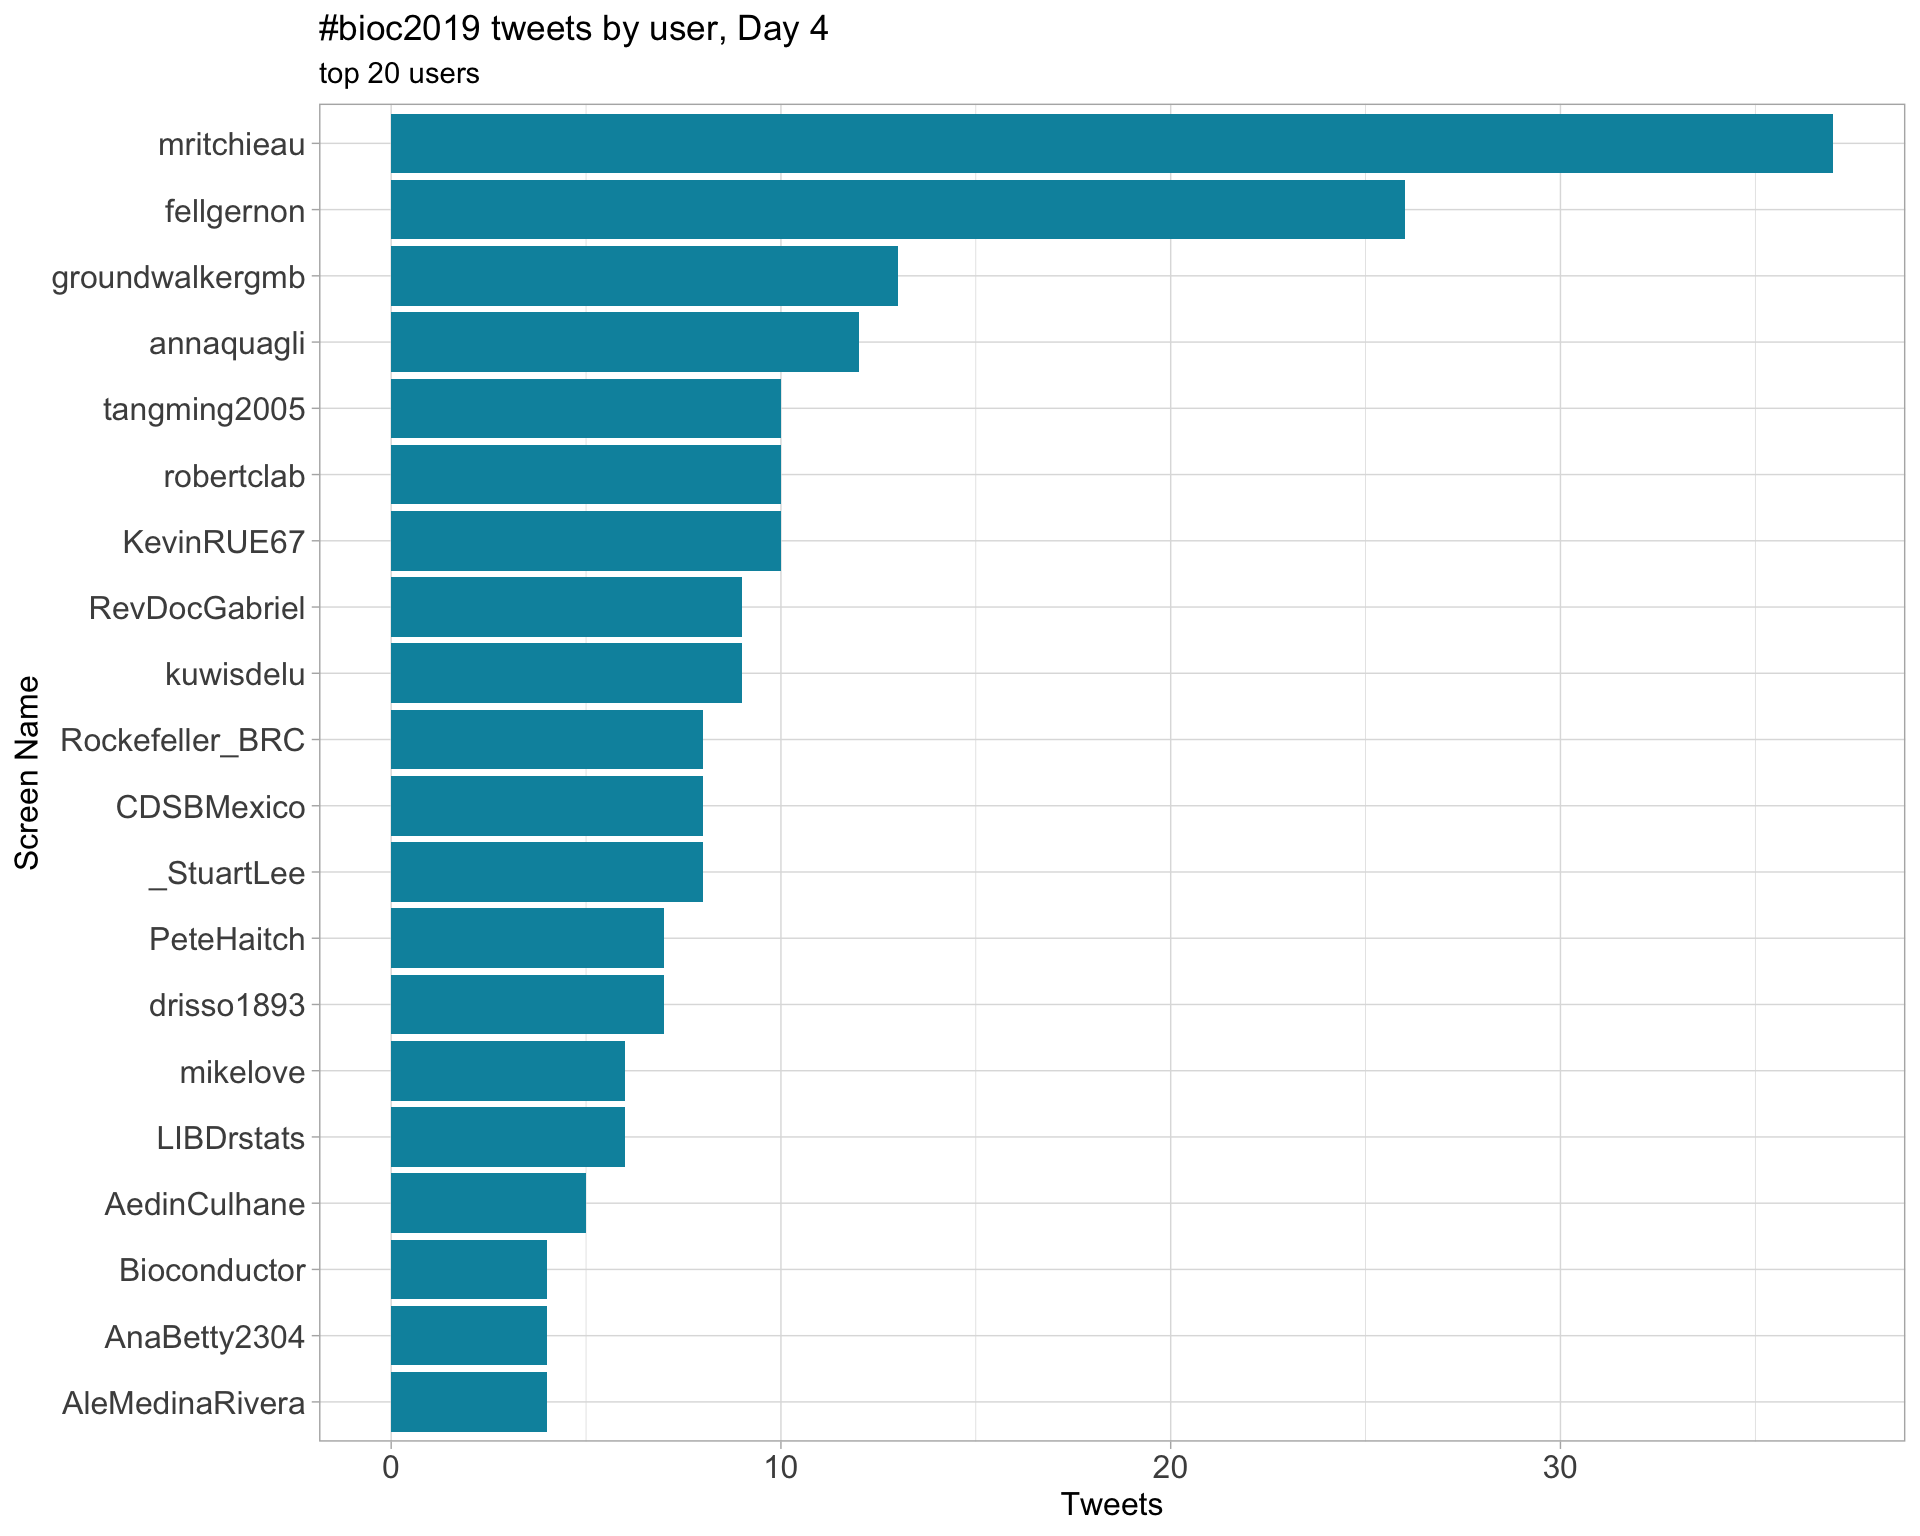 #bioc2019 tweets by user, Day 4
top 20 users
mritchieau
fellgernon
groundwalkergmb
annaquagli
tangming2005
robertclab
KevinRUE67
RevDocGabriel
kuwisdelu
Rockefeller_BRC
CDSBMexico
_StuartLee
PeteHaitch
drisso1893
mikelove
LIBDrstats
AedinCulhane
Bioconductor
AnaBetty2304
AleMedinaRivera
Screen Name
0 10 20 30
Tweets